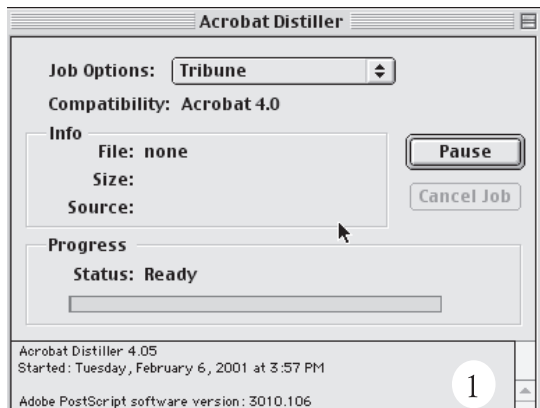 Acrobat Distiller
Job Options: Tribune
Compatibility: Acrobat 4.0
Info
File: none
Size:
Source:
Pause
Cancel Job
Progress
Status: Ready
Acrobat Distiller 4.05
Started: Tuesday, February 6, 2001 at 3:57 PM
Adobe PostScript software version: 3010.106
1